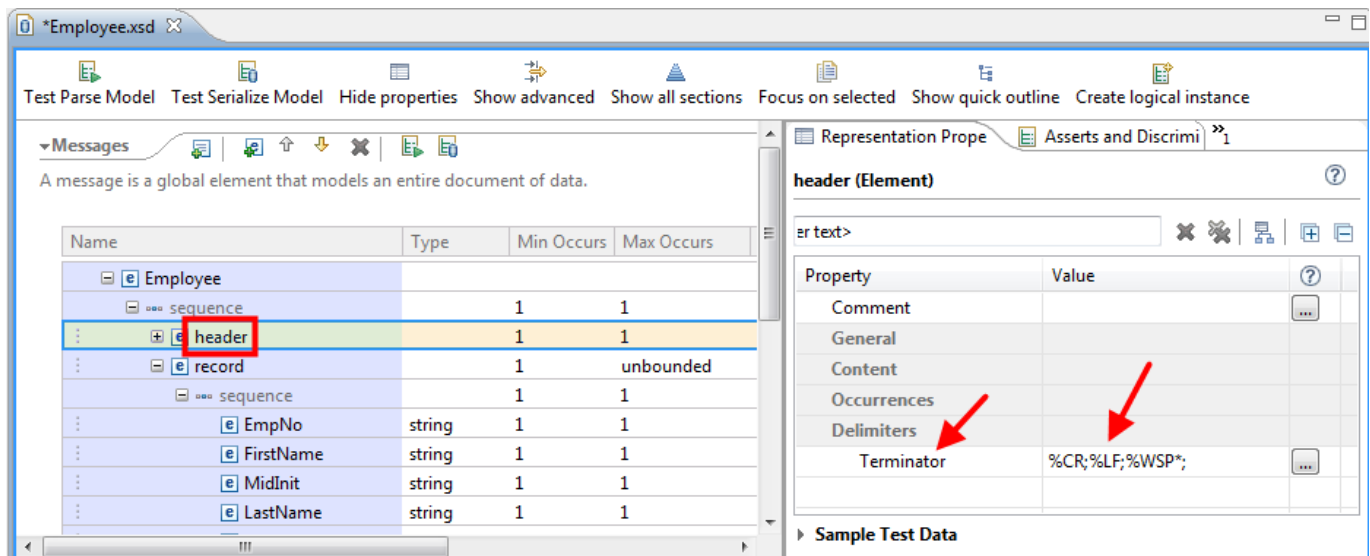 *Employee.xsd
Test Parse Model Test Serialize Model Hide properties Show advanced Show all sections Focus on selected Show quick outline Create logical instance
Messages
A message is a global element that models an entire document of data.
Name Type Min Occurs Max Occurs
Employee
sequence 1 1
header 1 1
record 1 unbounded
sequence 1 1
EmpNo string 1 1
FirstName string 1 1
MidInit string 1 1
LastName string 1 1
Representation Prope Asserts and Discrimi »1
header (Element)
er text>
Property Value
Comment ...
General
Content
Occurrences
Delimiters
Terminator %CR;%LF;%WSP*; ...
Sample Test Data